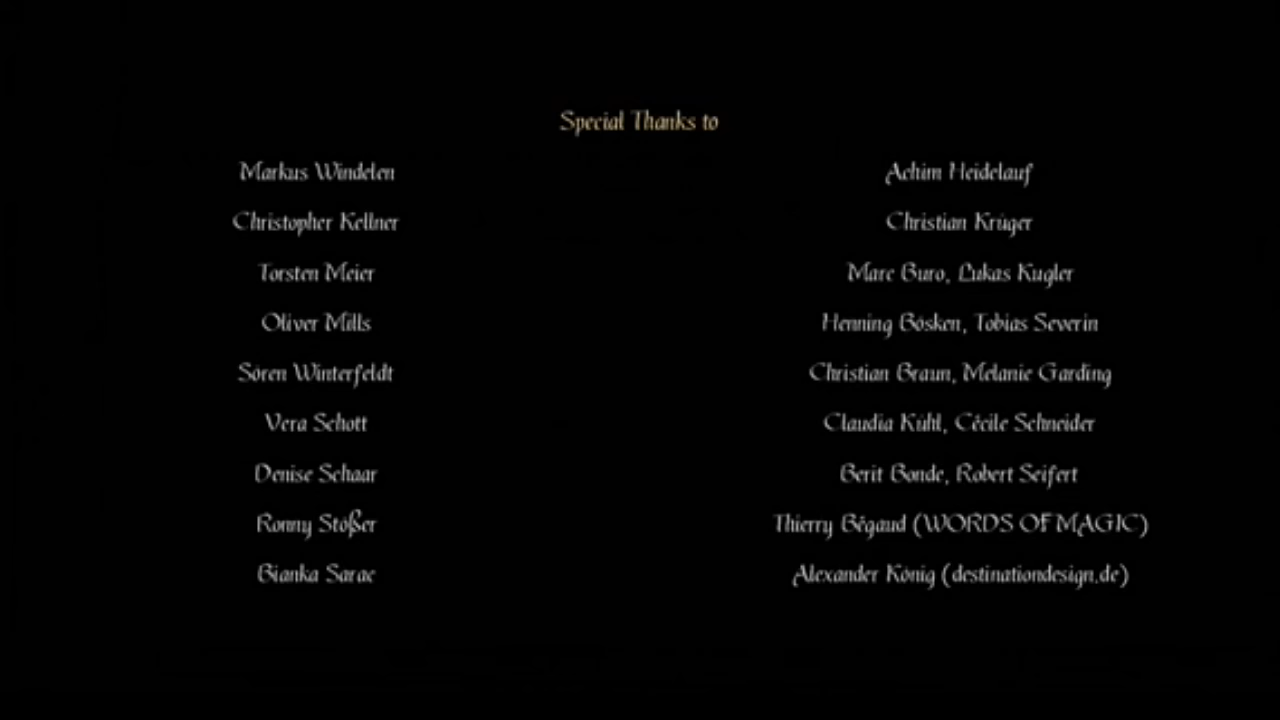 Special Thanks to
Markus Windelen
Achim Heidelauf
Christopher Kellner
Christian Krüger
Torsten Meier
Marc Buro, Lukas Kugler
Oliver Mills
Henning Bösken, Tobias Severin
Sören Winterfeldt
Christian Braun, Melanie Garding
Vera Schott
Claudia Kühl, Cécile Schneider
Denise Schaar
Berit Bonde, Robert Seifert
Ronny Stößer
Thierry Bégaud (WORDS OF MAGIC)
Bianka Sarac
Alexander König (destinationdesign.de)